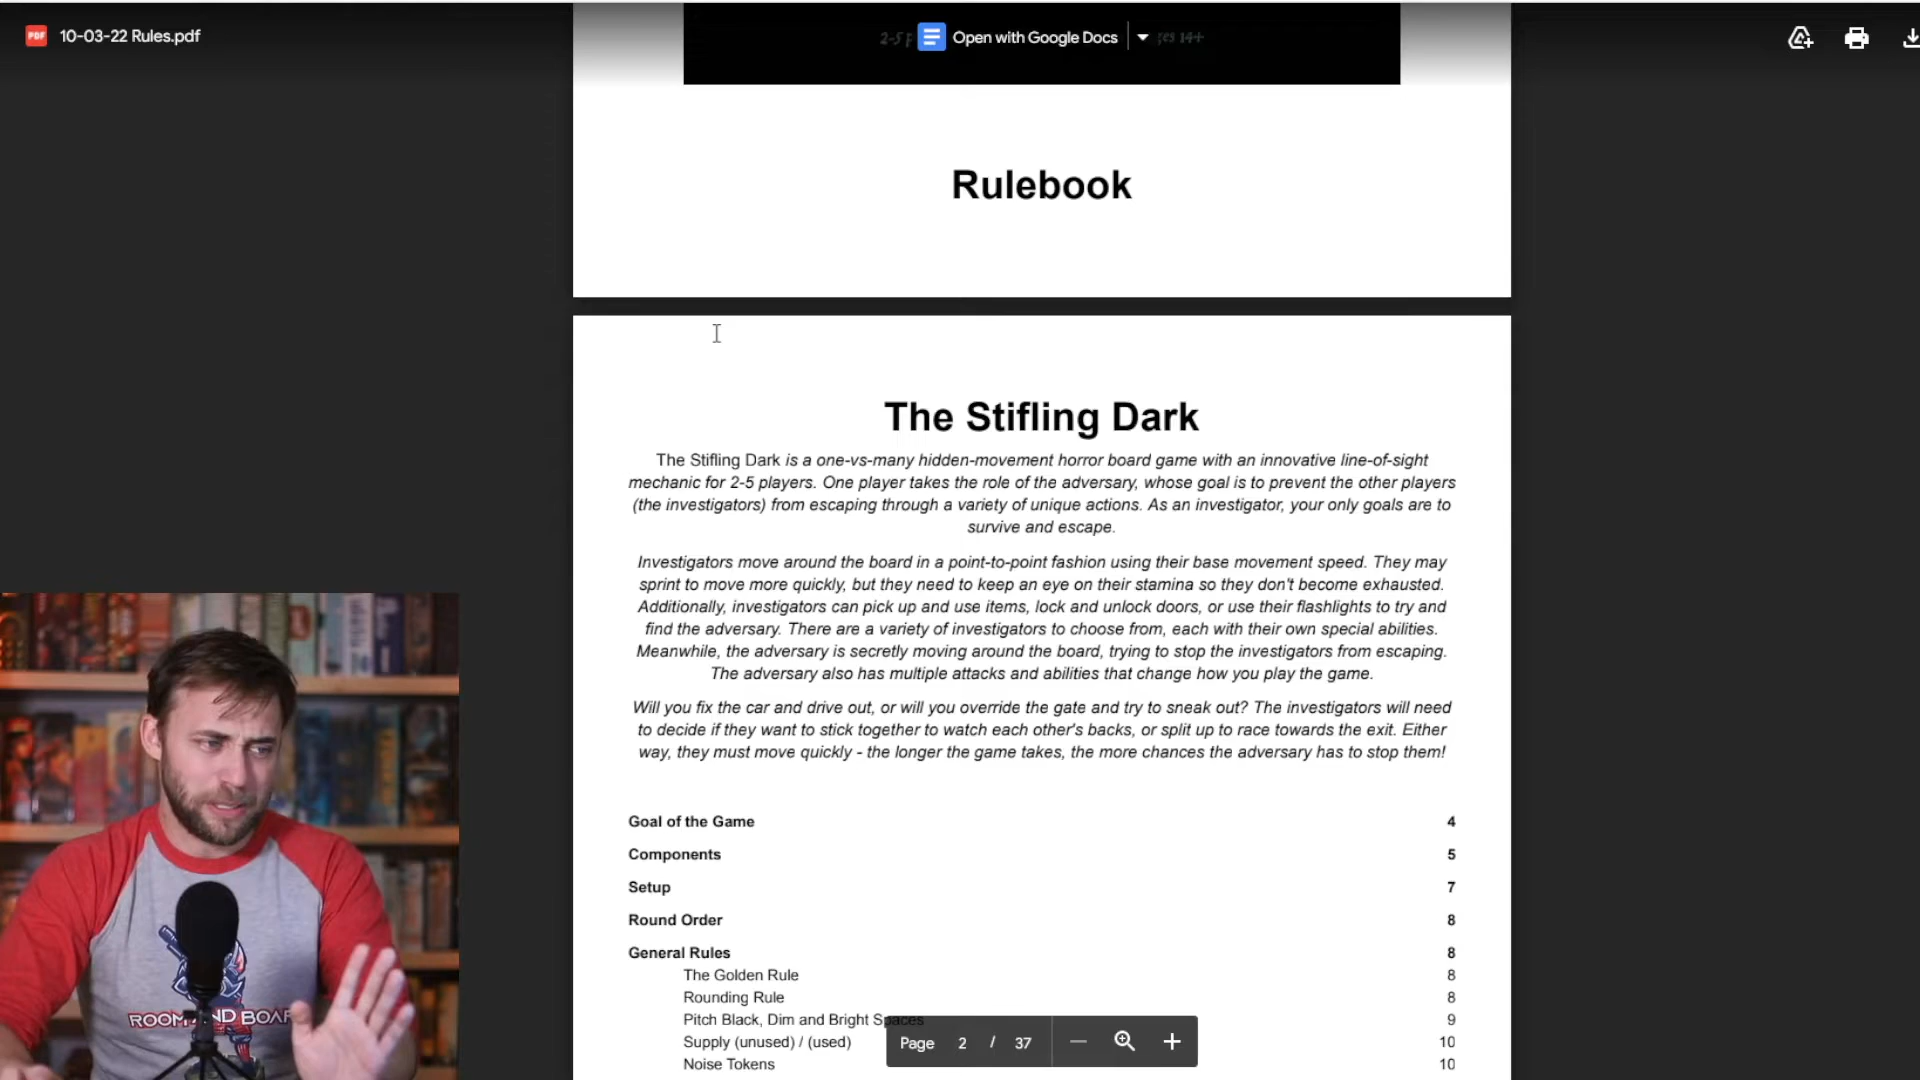 10-03-22 Rules.pdf
Open with Google Docs
Rulebook
The Stifling Dark
The Stifling Dark is a one-vs-many hidden-movement horror board game with an innovative line-of-sight
mechanic for 2-5 players. One player takes the role of the adversary, whose goal is to prevent the other players
(the investigators) from escaping through a variety of unique actions. As an investigator, your only goals are to
survive and escape.
Investigators move around the board in a point-to-point fashion using their base movement speed. They may
sprint to move more quickly, but they need to keep an eye on their stamina so they don't become exhausted.
Additionally, investigators can pick up and use items, lock and unlock doors, or use their flashlights to try and
find the adversary. There are a variety of investigators to choose from, each with their own special abilities.
Meanwhile, the adversary is secretly moving around the board, trying to stop the investigators from escaping.
The adversary also has multiple attacks and abilities that change how you play the game.
Will you fix the car and drive out, or will you override the gate and try to sneak out? The investigators will need
to decide if they want to stick together to watch each other's backs, or split up to race towards the exit. Either
way, they must move quickly - the longer the game takes, the more chances the adversary has to stop them!
Goal of the Game 4
Components 5
Setup 7
Round Order 8
General Rules 8
The Golden Rule 8
Rounding Rule 8
Pitch Black, Dim and Bright Spaces 9
Supply (unused) / (used) 10
Noise Tokens 10
Page 2 / 37
PDF
ROOM AND BOAR